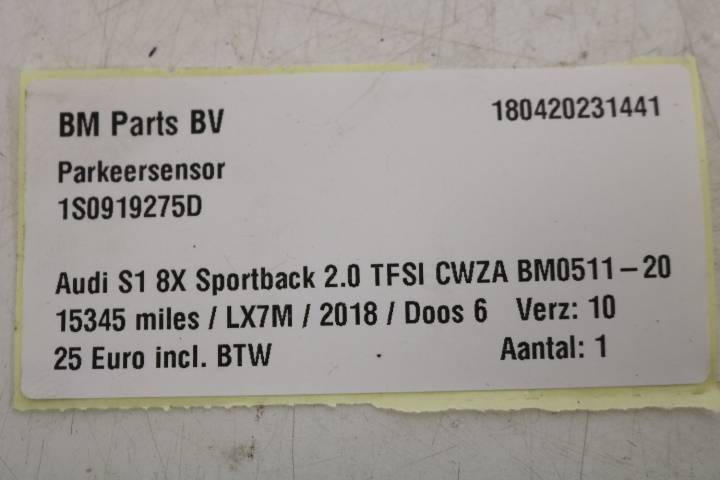 BM Parts BV 180420231441
Parkeersensor
1S0919275D
Audi S1 8X Sportback 2.0 TFSI CWZA BM0511-20
15345 miles / LX7M / 2018 / Doos 6 Verz: 10
25 Euro incl. BTW Aantal: 1